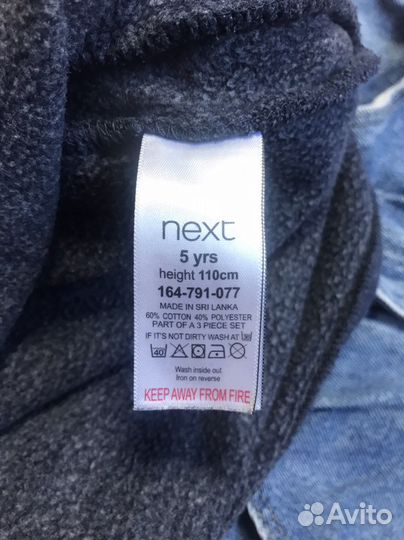 next
5 yrs
height 110cm
164-791-077
MADE IN SRI LANKA
60% COTTON 40% POLYESTER
PART OF A 3 PIECE SET
IF IT'S NOT DIRTY WASH AT 30
40
Wash inside out
Iron on reverse
KEEP AWAY FROM FIRE
Avito